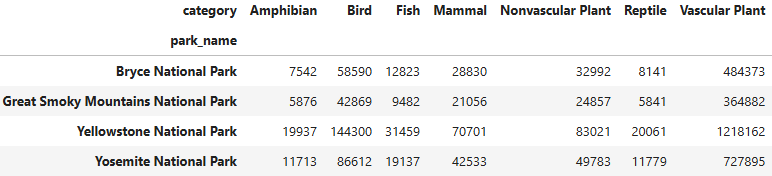 category Amphibian Bird Fish Mammal Nonvascular Plant Reptile Vascular Plant
park_name
Bryce National Park 7542 58590 12823 28830 32992 8141 484373
Great Smoky Mountains National Park 5876 42869 9482 21056 24857 5841 364882
Yellowstone National Park 19937 144300 31459 70701 83021 20061 1218162
Yosemite National Park 11713 86612 19137 42533 49783 11779 727895